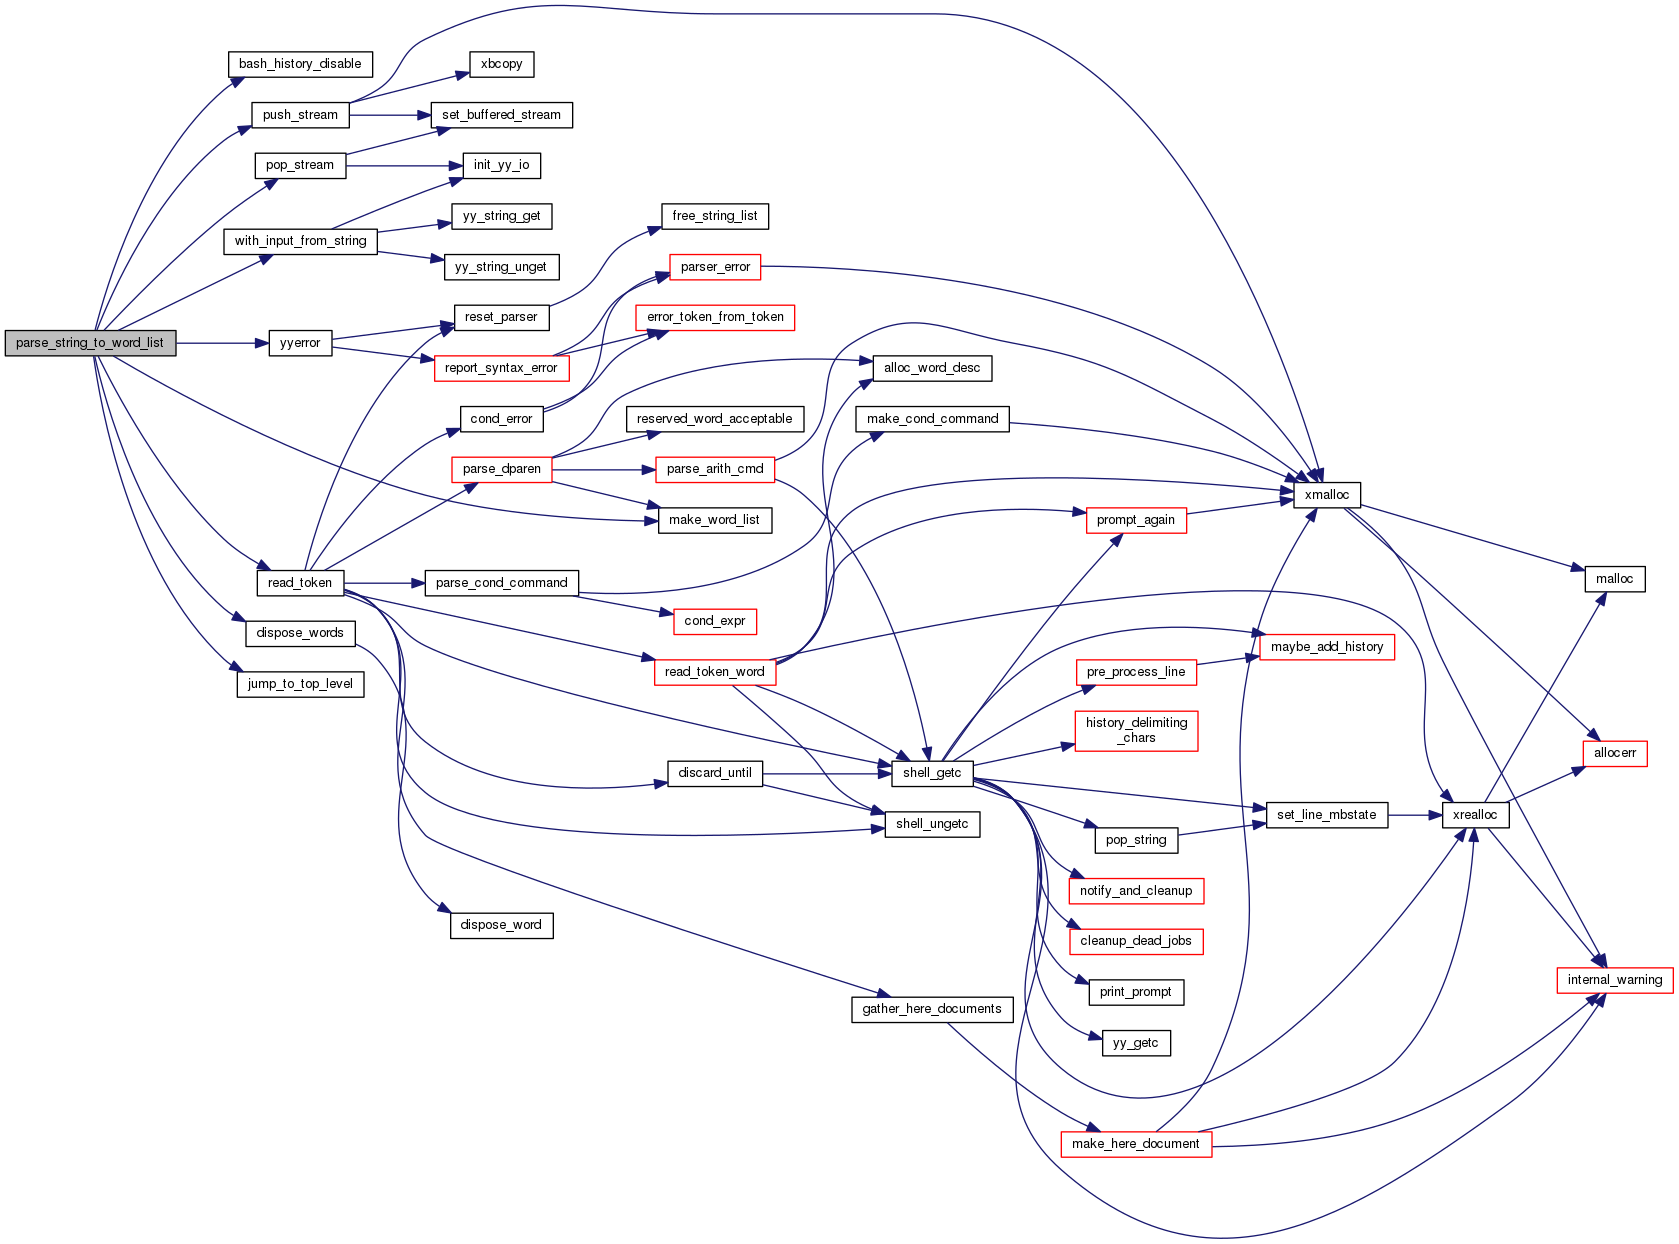 bash_history_disable
xbcopy
push_stream
set_buffered_stream
pop_stream
init_yy_io
yy_string_get
free_string_list
with_input_from_string
yy_string_unget
parser_error
reset_parser
error_token_from_token
parse_string_to_word_list
yyerror
report_syntax_error
alloc_word_desc
cond_error
reserved_word_acceptable
make_cond_command
parse_dparen
parse_arith_cmd
xmalloc
make_word_list
prompt_again
read_token
parse_cond_command
malloc
cond_expr
dispose_words
maybe_add_history
read_token_word
pre_process_line
jump_to_top_level
history_delimiting
_chars
allocerr
discard_until
shell_getc
set_line_mbstate
xrealloc
shell_ungetc
pop_string
notify_and_cleanup
dispose_word
cleanup_dead_jobs
internal_warning
print_prompt
gather_here_documents
yy_getc
make_here_document